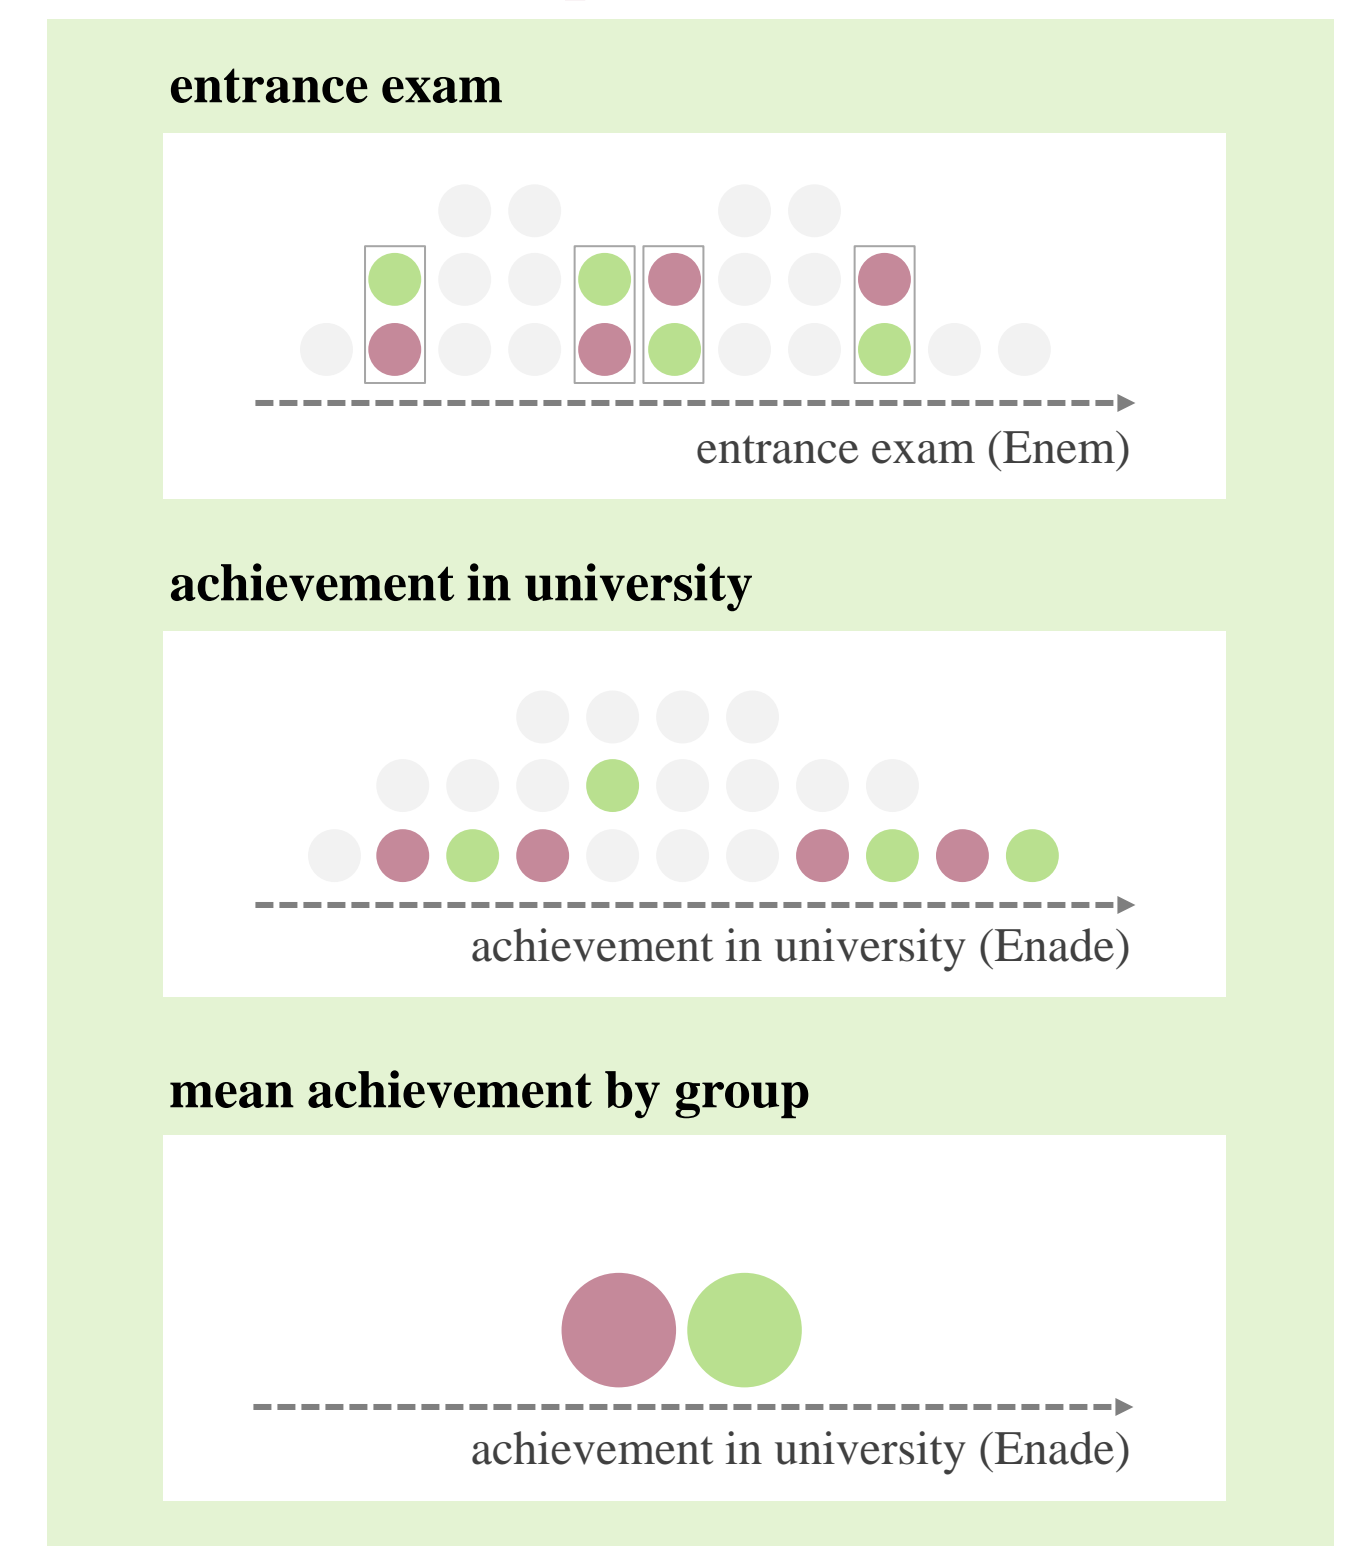 entrance exam
entrance exam (Enem)
achievement in university
achievement in university (Enade)
mean achievement by group
achievement in university (Enade)